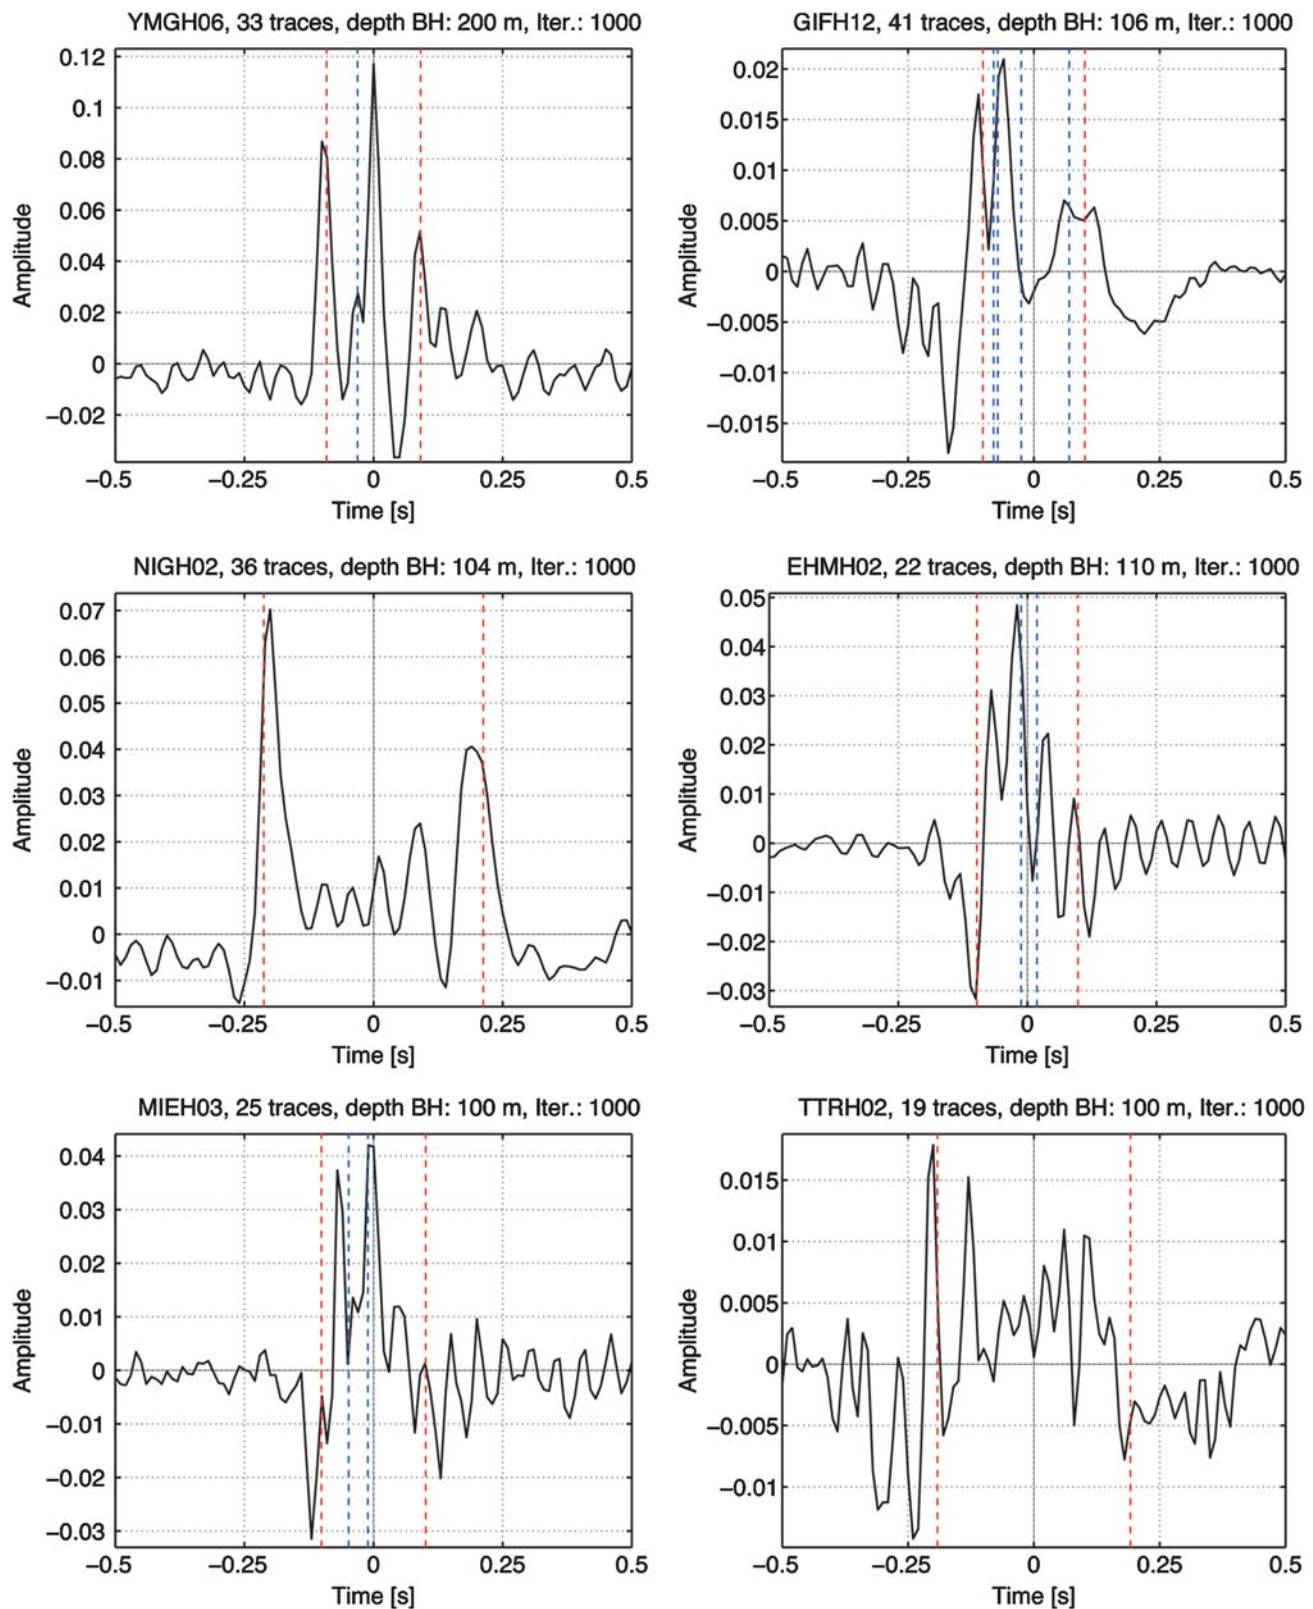 YMGH06, 33 traces, depth BH: 200 m, Iter.: 1000
0.12
0.1
0.08
0.06
0.04
0.02
0
−0.02
Amplitude
−0.5 −0.25 0 0.25 0.5
Time [s]
GIFH12, 41 traces, depth BH: 106 m, Iter.: 1000
0.02
0.015
0.01
0.005
0
−0.005
−0.01
−0.015
Amplitude
−0.5 −0.25 0 0.25 0.5
Time [s]
NIGH02, 36 traces, depth BH: 104 m, Iter.: 1000
0.07
0.06
0.05
0.04
0.03
0.02
0.01
0
−0.01
Amplitude
−0.5 −0.25 0 0.25 0.5
Time [s]
EHMH02, 22 traces, depth BH: 110 m, Iter.: 1000
0.05
0.04
0.03
0.02
0.01
0
−0.01
−0.02
−0.03
Amplitude
−0.5 −0.25 0 0.25 0.5
Time [s]
MIEH03, 25 traces, depth BH: 100 m, Iter.: 1000
0.04
0.03
0.02
0.01
0
−0.01
−0.02
−0.03
Amplitude
−0.5 −0.25 0 0.25 0.5
Time [s]
TTRH02, 19 traces, depth BH: 100 m, Iter.: 1000
0.015
0.01
0.005
0
−0.005
−0.01
Amplitude
−0.5 −0.25 0 0.25 0.5
Time [s]